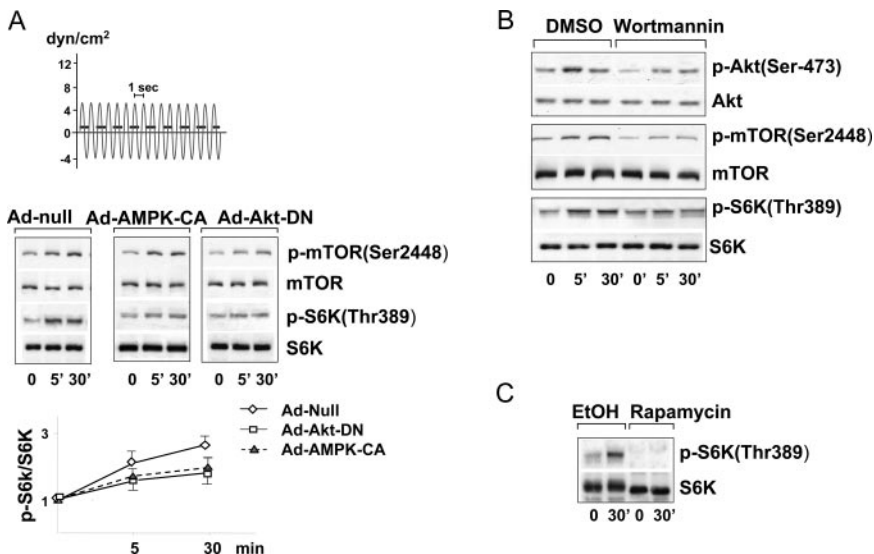 A
dyn/cm2
12
8
4
0
-4
1 sec
Ad-null Ad-AMPK-CA Ad-Akt-DN
p-mTOR(Ser2448)
mTOR
p-S6K(Thr389)
S6K
0 5' 30' 0 5' 30' 0 5' 30'
Ad-Null
Ad-Akt-DN
Ad-AMPK-CA
p-S6k/S6K
3
1
5 30 min
B
DMSO Wortmannin
p-Akt(Ser-473)
Akt
p-mTOR(Ser2448)
mTOR
p-S6K(Thr389)
S6K
0 5' 30' 0' 5' 30'
C
EtOH Rapamycin
p-S6K(Thr389)
S6K
0 30' 0 30'